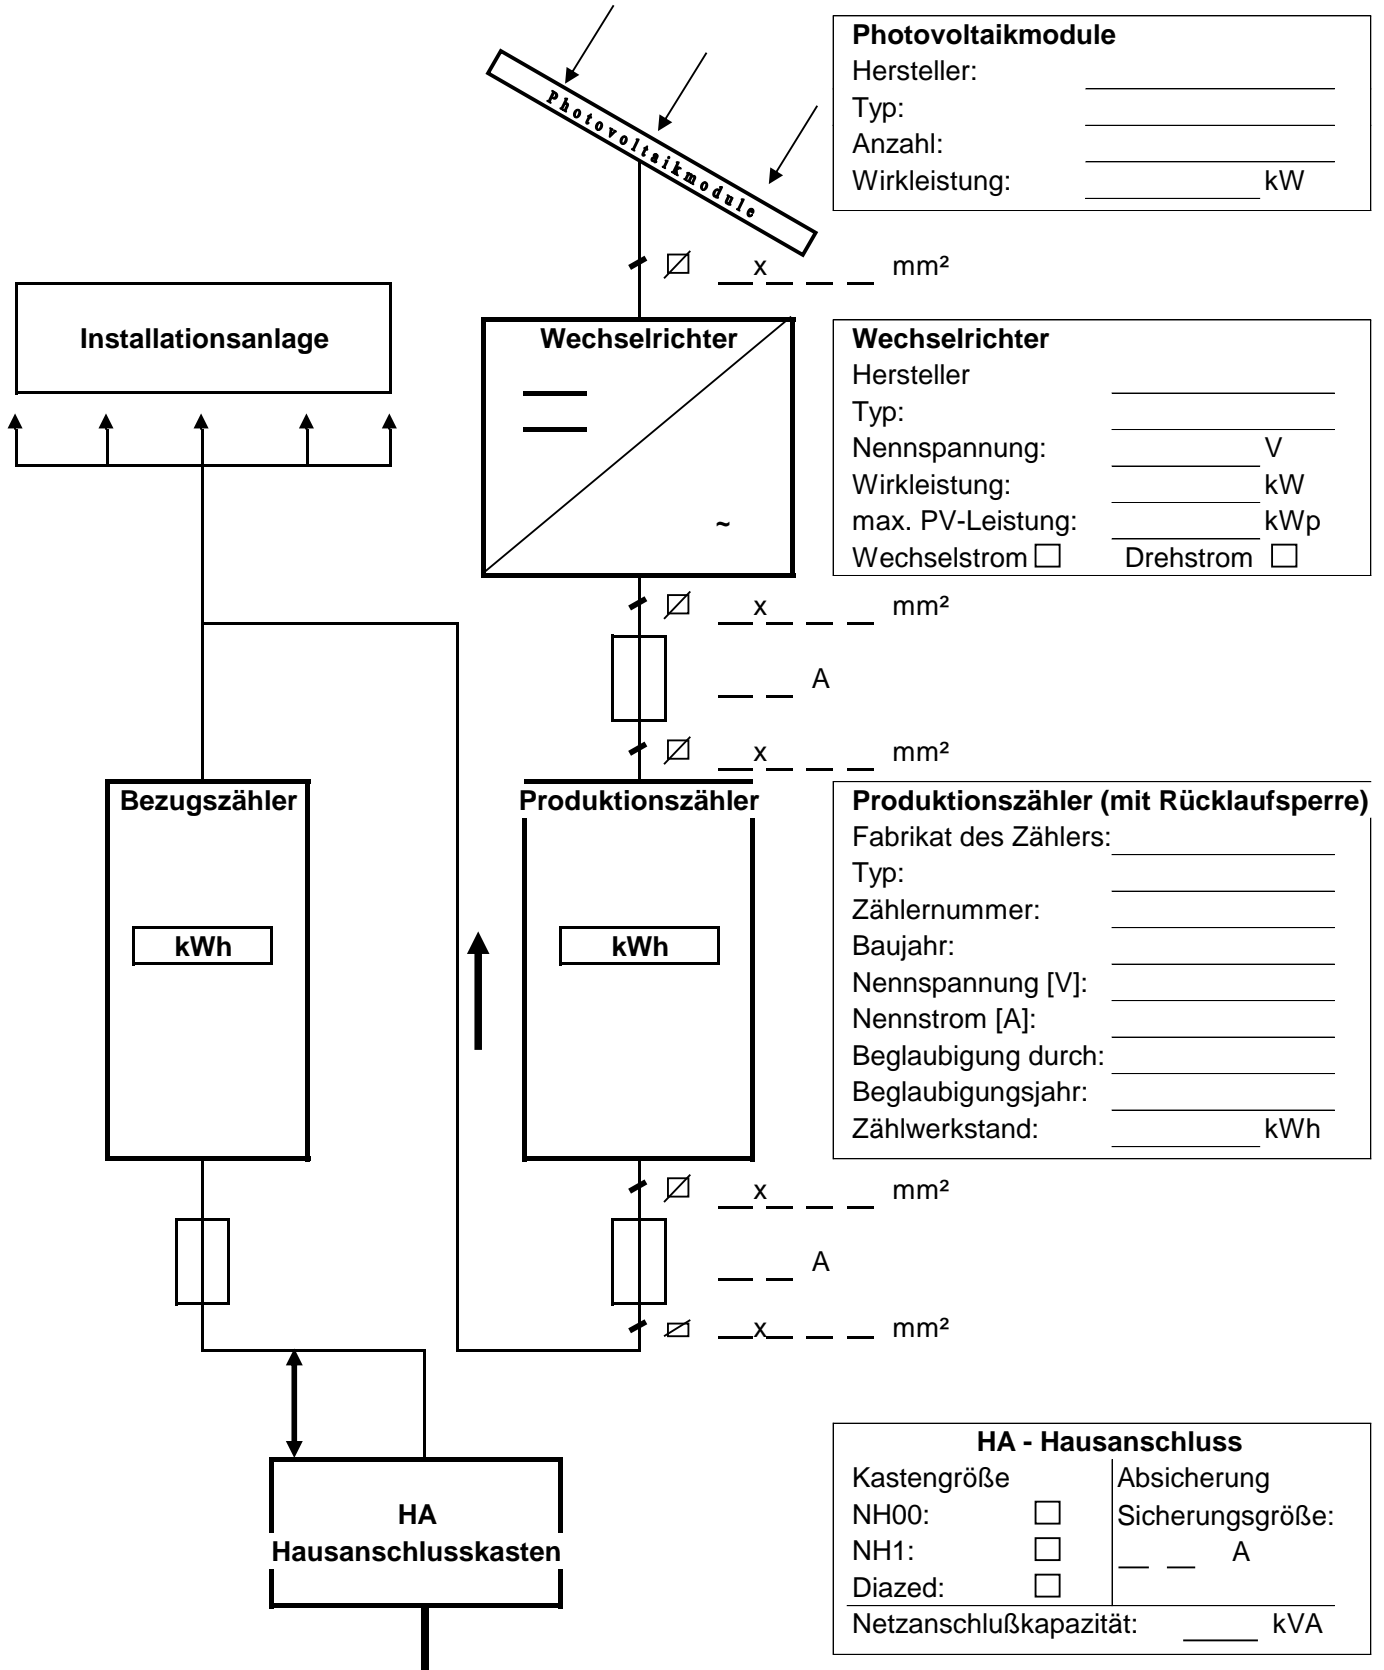 Photovoltaikmodule
Hersteller:
Typ:
Anzahl:
Wirkleistung: kW
Photovoltaikmodule
x mm²
Installationsanlage
Wechselrichter
~
Wechselrichter
Hersteller
Typ:
Nennspannung: V
Wirkleistung: kW
max. PV-Leistung: kWp
Wechselstrom Drehstrom
x mm²
A
x mm²
Bezugszähler
kWh
Produktionszähler
kWh
Produktionszähler (mit Rücklaufsperre)
Fabrikat des Zählers:
Typ:
Zählernummer:
Baujahr:
Nennspannung [V]:
Nennstrom [A]:
Beglaubigung durch:
Beglaubigungsjahr:
Zählwerkstand: kWh
x mm²
A
x mm²
HA
Hausanschlusskasten
HA - Hausanschluss
Kastengröße
NH00:
NH1:
Diazed:
Absicherung
Sicherungsgröße:
A
Netzanschlußkapazität: kVA